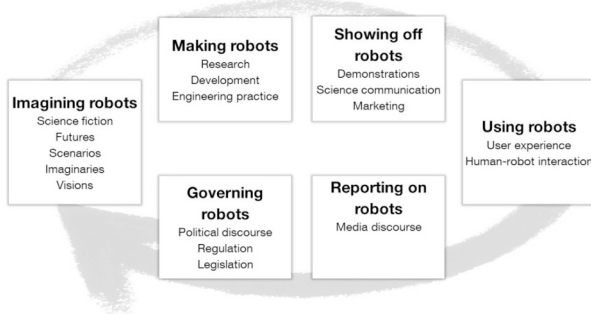 Imagining robots
Science fiction
Futures
Scenarios
Imaginaries
Visions
Making robots
Research
Development
Engineering practice
Showing off
robots
Demonstrations
Science communication
Marketing
Using robots
User experience
Human-robot interaction
Reporting on
robots
Media discourse
Governing
robots
Political discourse
Regulation
Legislation